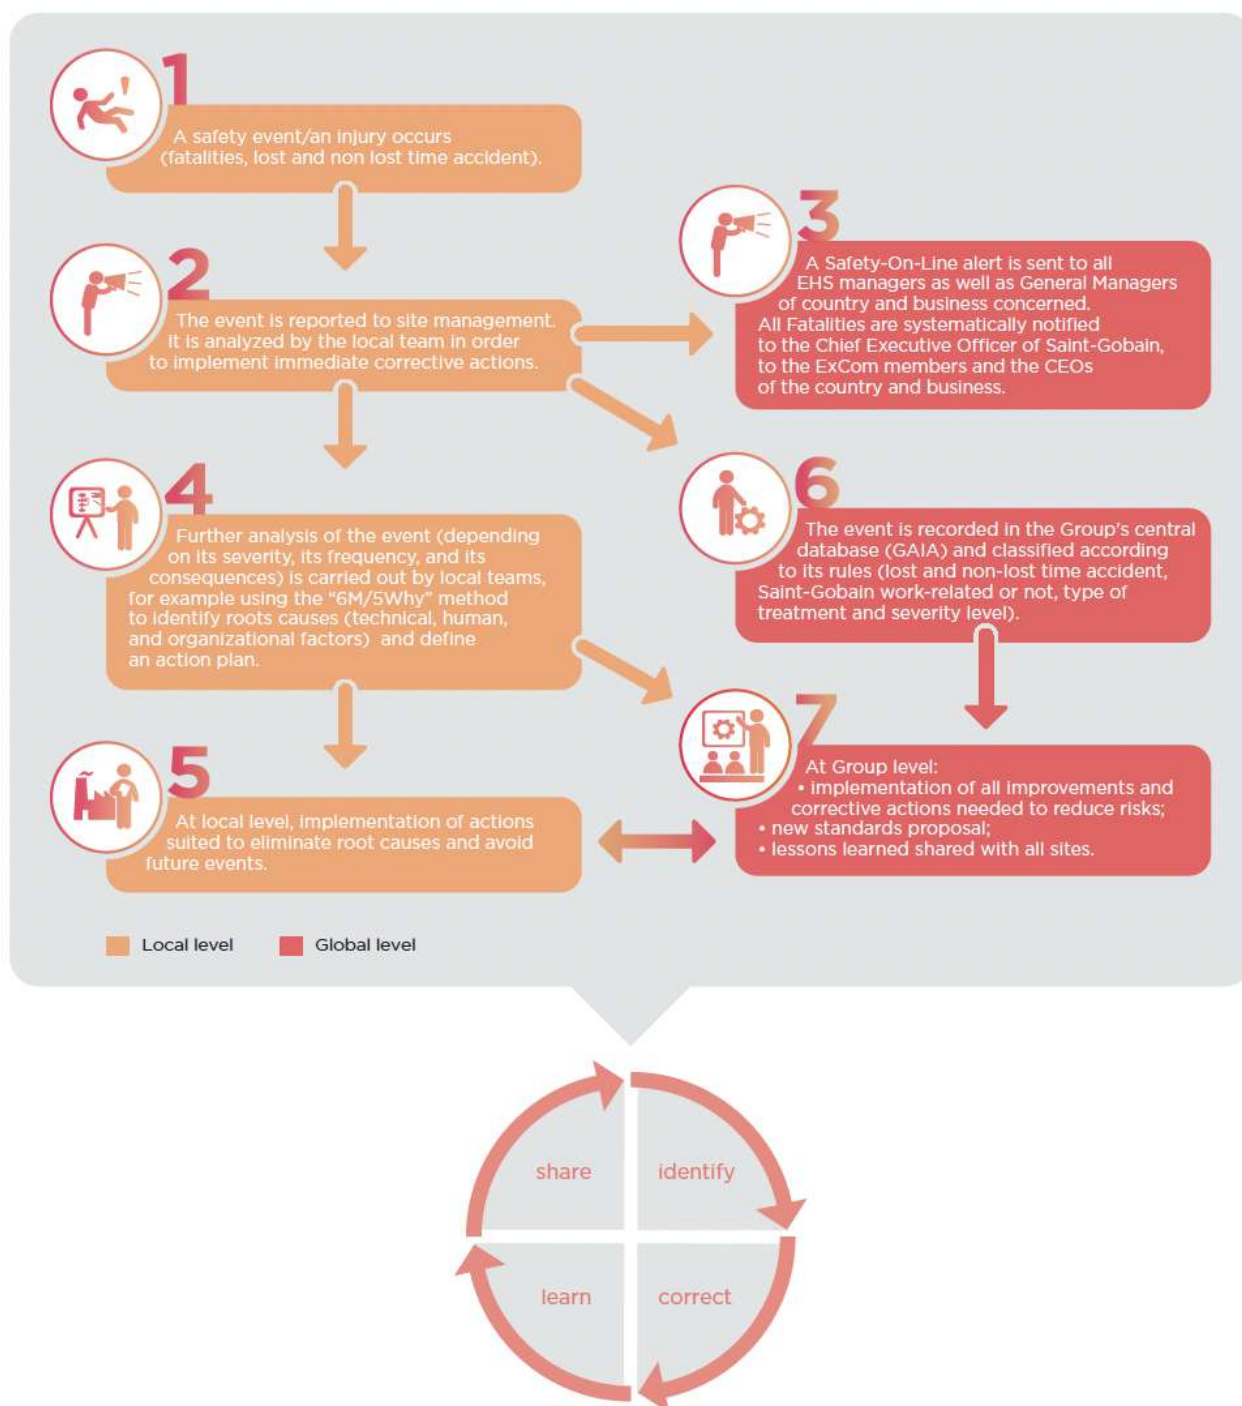 1
A safety event/an injury occurs
(fatalities, lost and non lost time accident).
2
The event is reported to site management.
It is analyzed by the local team in order
to implement immediate corrective actions.
3
A Safety-On-Line alert is sent to all
EHS managers as well as General Managers
of country and business concerned.
All Fatalities are systematically notified
to the Chief Executive Officer of Saint-Gobain,
to the ExCom members and the CEOs
of the country and business.
4
Further analysis of the event (depending
on its severity, its frequency, and its
consequences) is carried out by local teams,
for example using the "6M/5Why" method
to identify roots causes (technical, human,
and organizational factors) and define
an action plan.
6
The event is recorded in the Group's central
database (GAIA) and classified according
to its rules (lost and non-lost time accident,
Saint-Gobain work-related or not, type of
treatment and severity level).
5
At local level, implementation of actions
suited to eliminate root causes and avoid
future events.
7
At Group level:
• implementation of all improvements and
corrective actions needed to reduce risks;
• new standards proposal;
• lessons learned shared with all sites.
Local level
Global level
share
identify
learn
correct